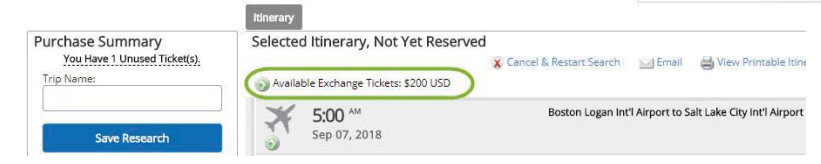 Itinerary
Purchase Summary
You Have 1 Unused Ticket(s).
Trip Name:
Save Research
Selected Itinerary, Not Yet Reserved
Cancel & Restart Search Email View Printable Itine
Available Exchange Tickets: $200 USD
5:00 AM
Boston Logan Int'l Airport to Salt Lake City Int'l Airport
Sep 07, 2018